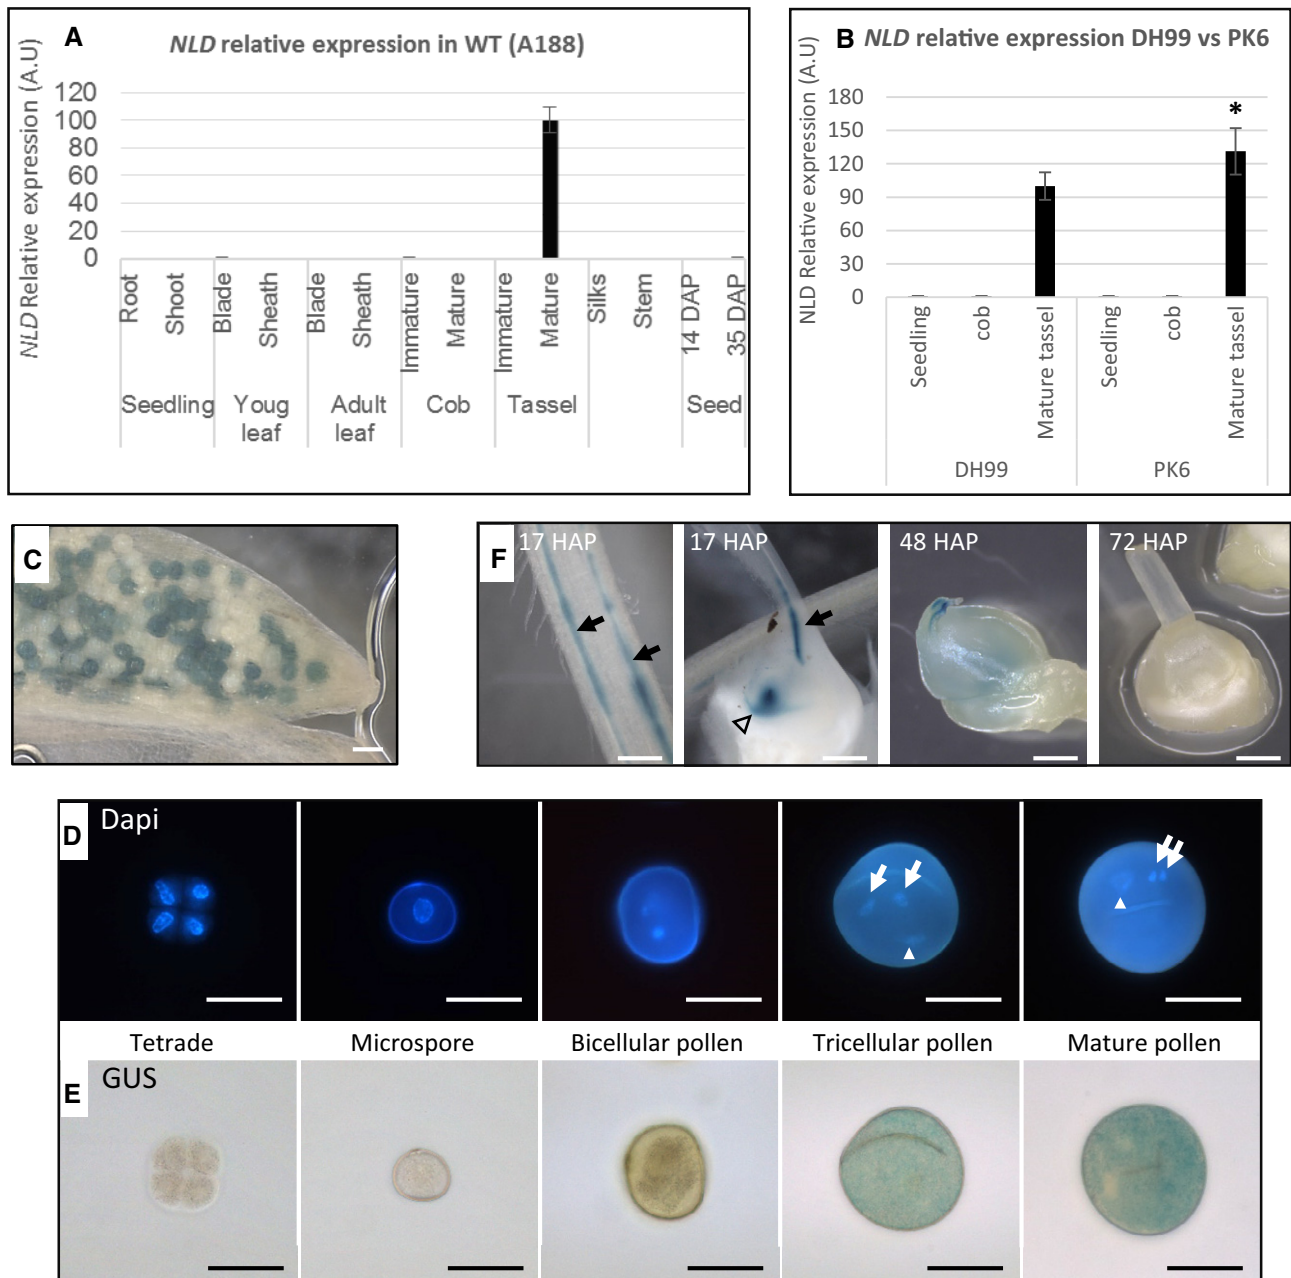 A
NLD relative expression in WT (A188)
NLD Relative expression (A.U)
120
100
80
60
40
20
0
Root
Shoot
Blade
Sheath
Blade
Sheath
Immature
Mature
Immature
Mature
Silks
Stem
14 DAP
35 DAP
Seedling
Youg leaf
Adult leaf
Cob
Tassel
Seed
B
NLD relative expression DH99 vs PK6
NLD Relative expression (A.U)
180
150
120
90
60
30
0
*
Seedling
cob
Mature tassel
Seedling
cob
Mature tassel
DH99
PK6
C
F
17 HAP
17 HAP
48 HAP
72 HAP
D
Dapi
Tetrade
Microspore
Bicellular pollen
Tricellular pollen
Mature pollen
E
GUS